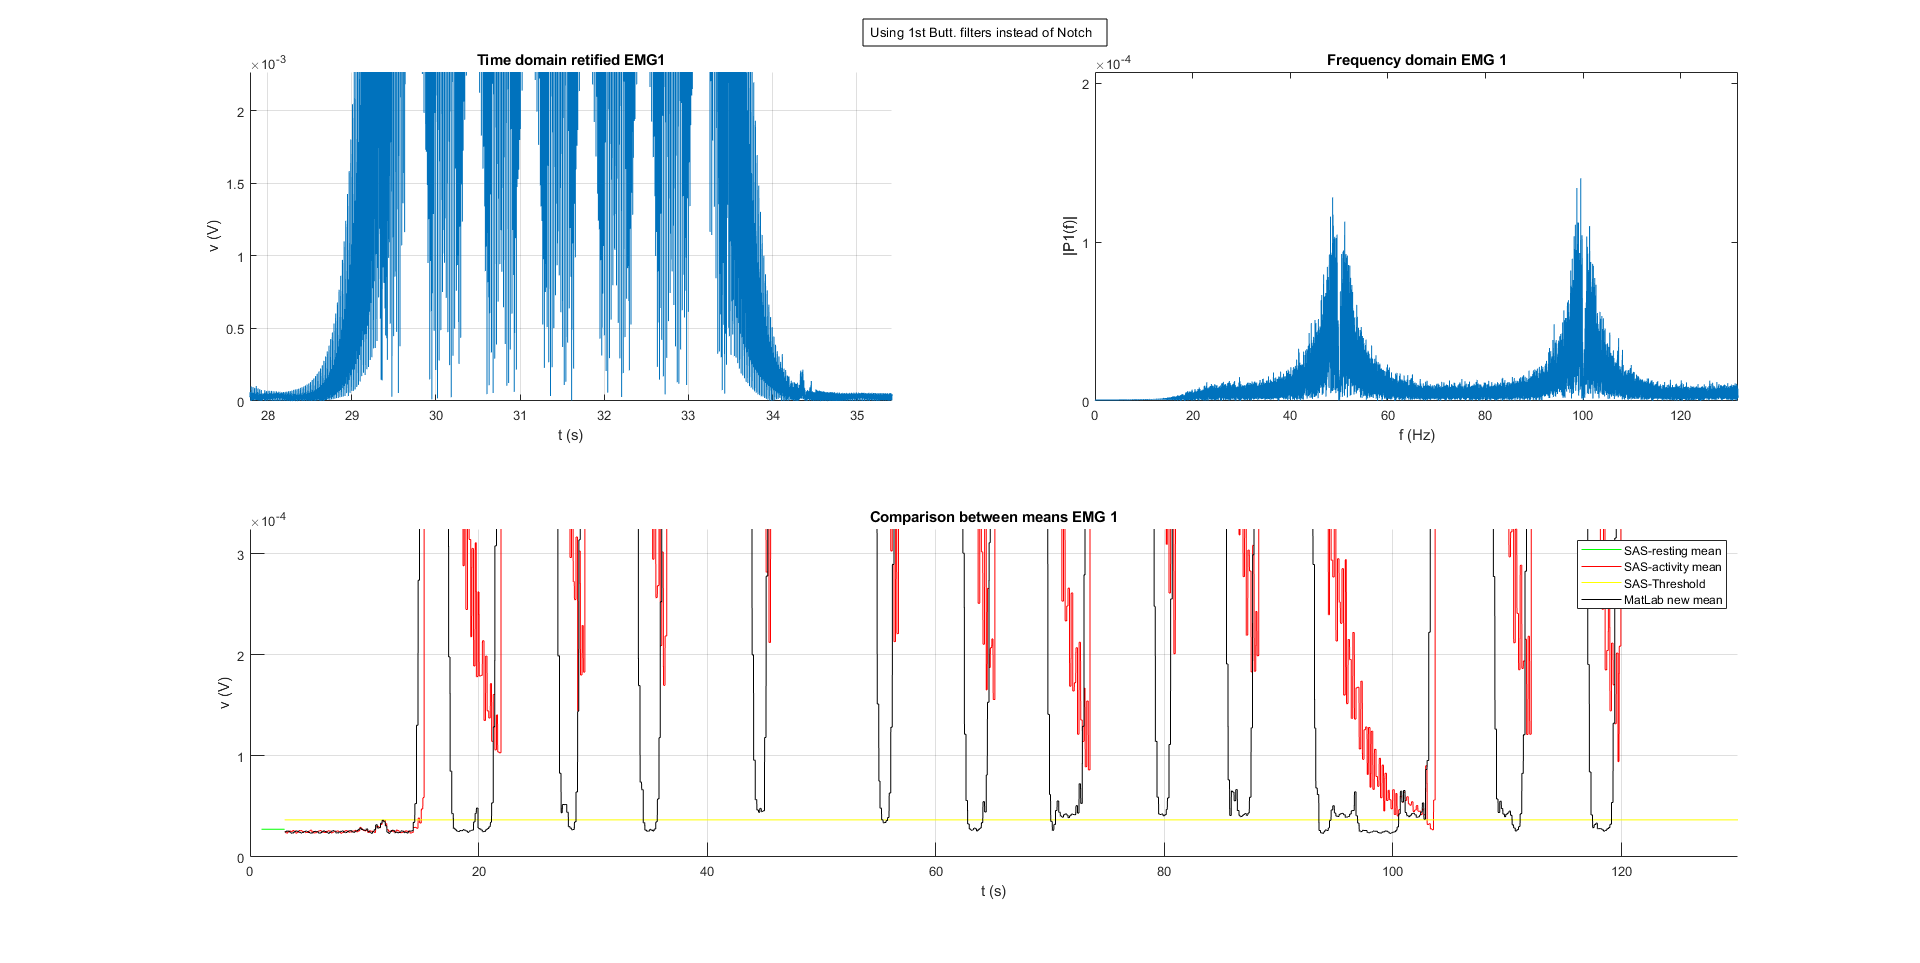 Using 1st Butt. filters instead of Notch
Time domain retified EMG1
×10-3
v (V)
2
1.5
1
0.5
0
28 29 30 31 32 33 34 35
t (s)
Frequency domain EMG 1
×10-4
|P1(f)|
2
1
0
0 20 40 60 80 100 120
f (Hz)
Comparison between means EMG 1
×10-4
v (V)
3
2
1
0
0 20 40 60 80 100 120
t (s)
SAS-resting mean
SAS-activity mean
SAS-Threshold
MatLab new mean